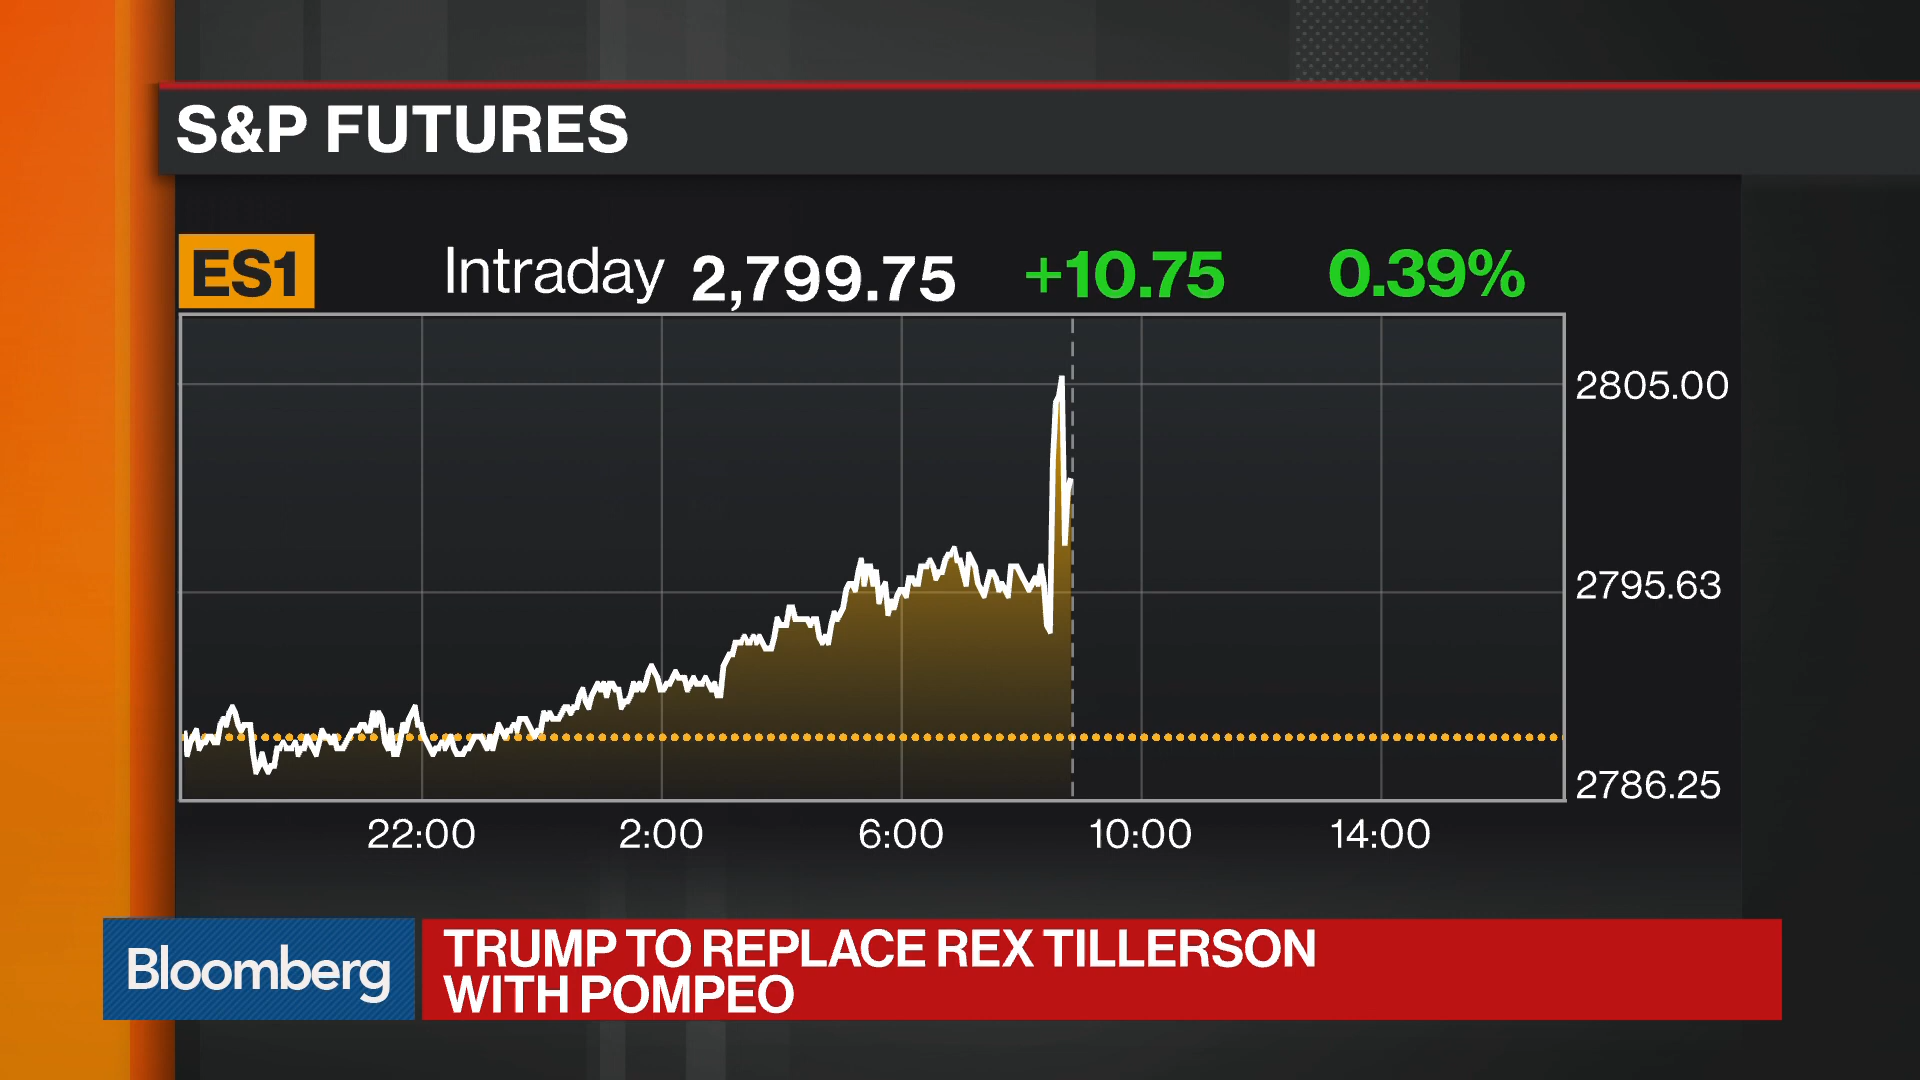 S&P FUTURES
ES1 Intraday 2,799.75 +10.75 0.39%
2805.00
2795.63
2786.25
22:00 2:00 6:00 10:00 14:00
Bloomberg
TRUMP TO REPLACE REX TILLERSON
WITH POMPEO